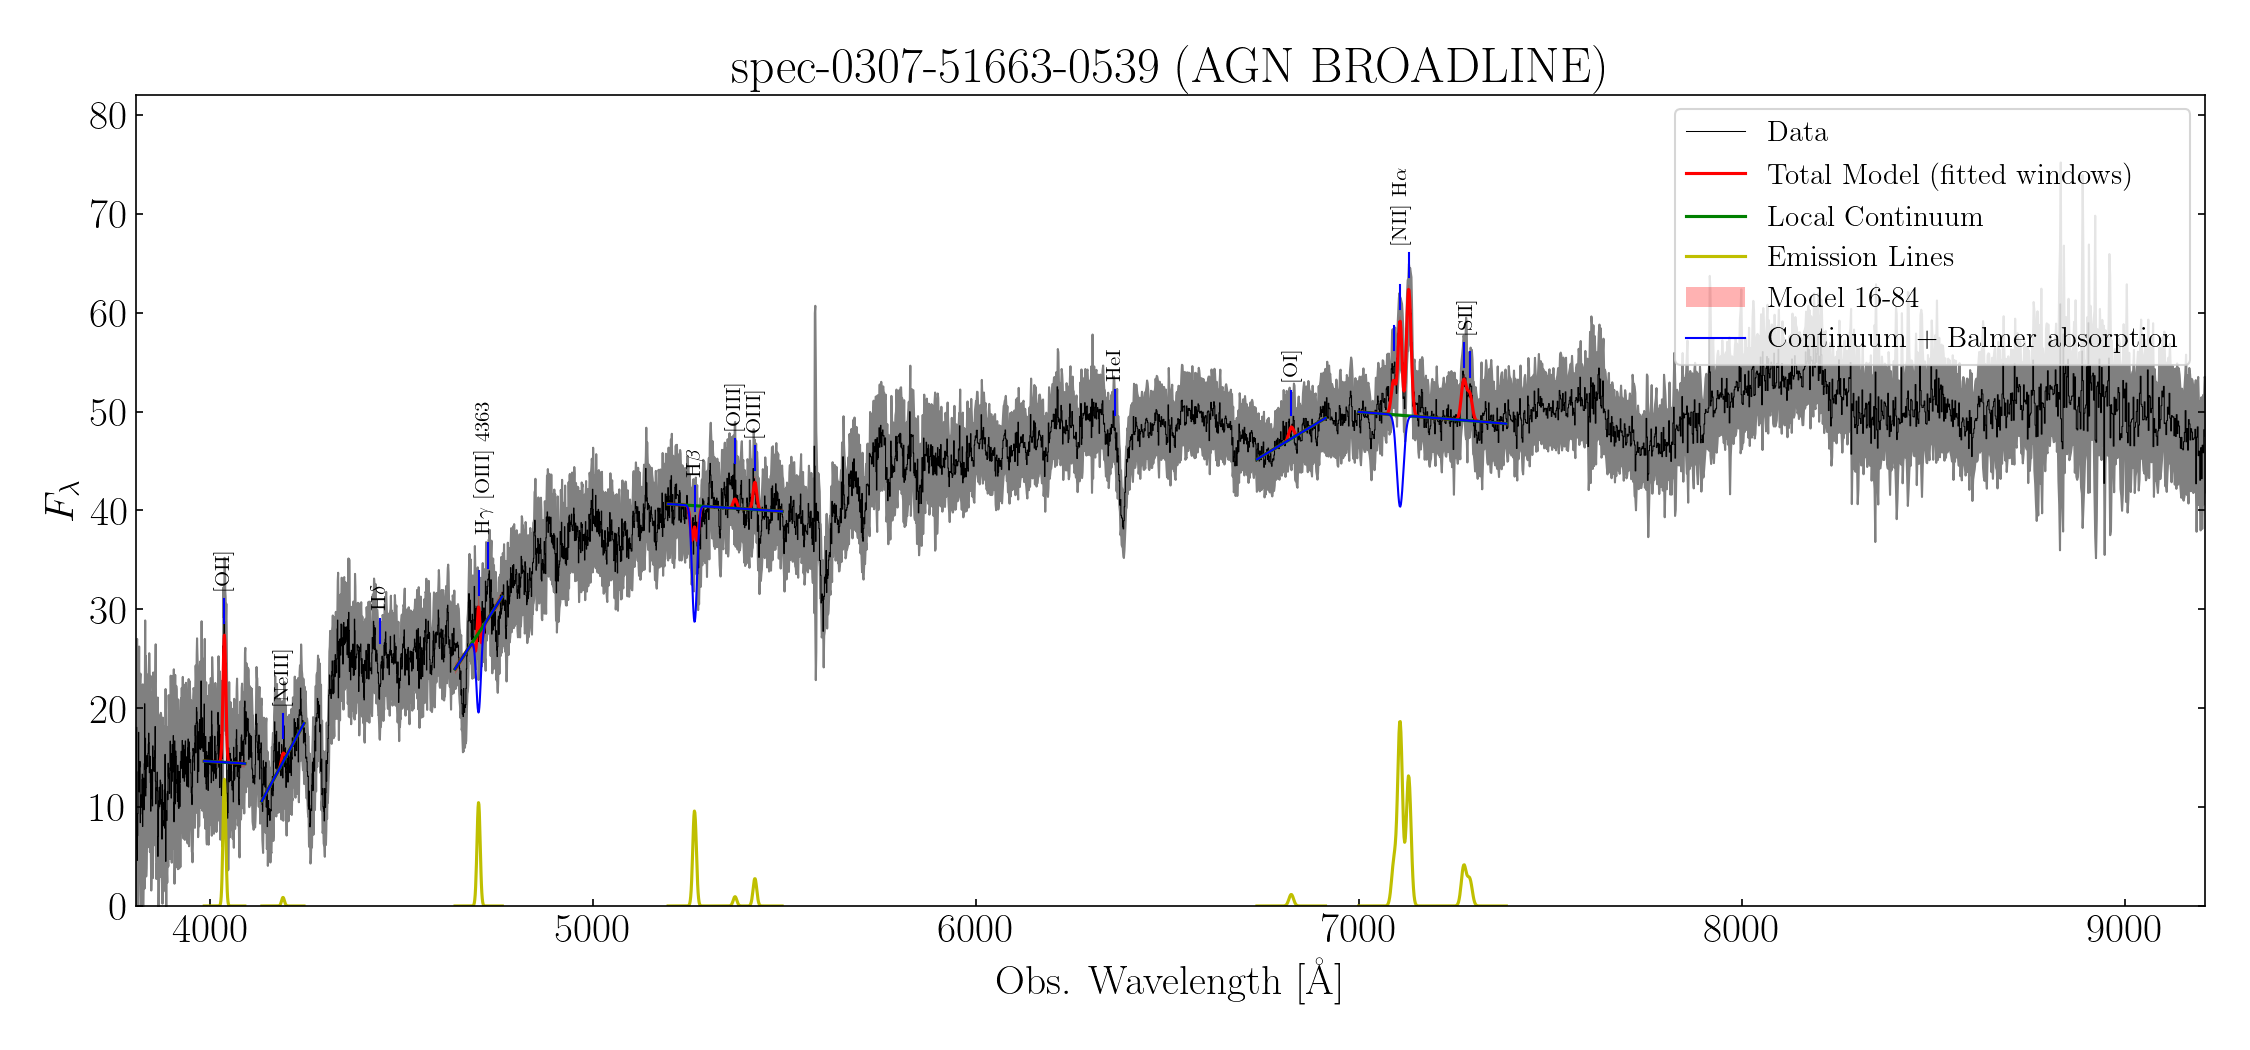 spec-0307-51663-0539 (AGN BROADLINE)
Data
Total Model (fitted windows)
Local Continuum
Emission Lines
Model 16-84
Continuum + Balmer absorption
[OII]
[NeIII]
Hδ
Hγ [OIII] 4363
Hβ
[OIII]
[OIII]
HeI
[OI]
[NII] Hα
[SII]
Fλ
80
70
60
50
40
30
20
10
0
4000 5000 6000 7000 8000 9000
Obs. Wavelength [Å]